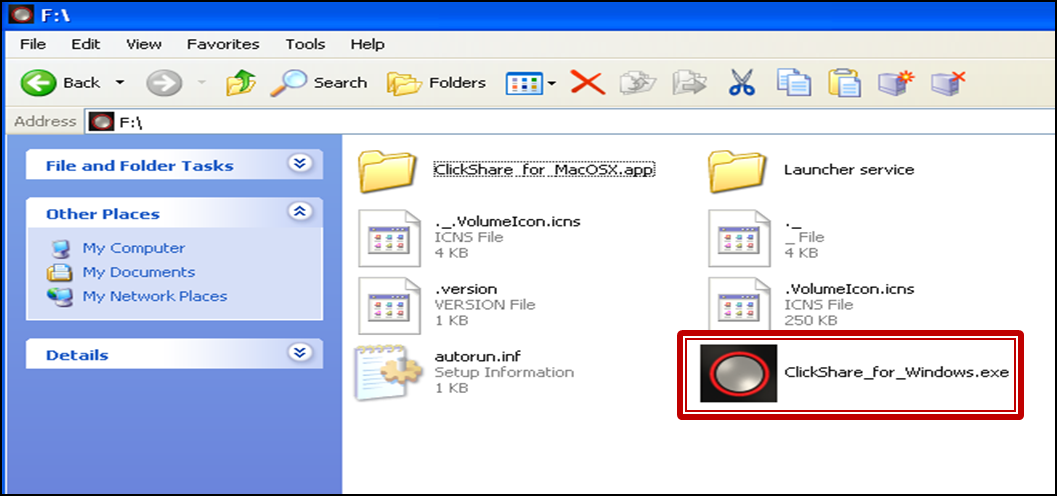 F:\
File Edit View Favorites Tools Help
Back Search Folders
Address F:\
File and Folder Tasks
Other Places
My Computer
My Documents
My Network Places
Details
ClickShare_for_MacOSX.app
Launcher service
._.VolumeIcon.icns
ICNS File
4 KB
._
_ File
4 KB
.version
VERSION File
1 KB
.VolumeIcon.icns
ICNS File
250 KB
autorun.inf
Setup Information
1 KB
ClickShare_for_Windows.exe